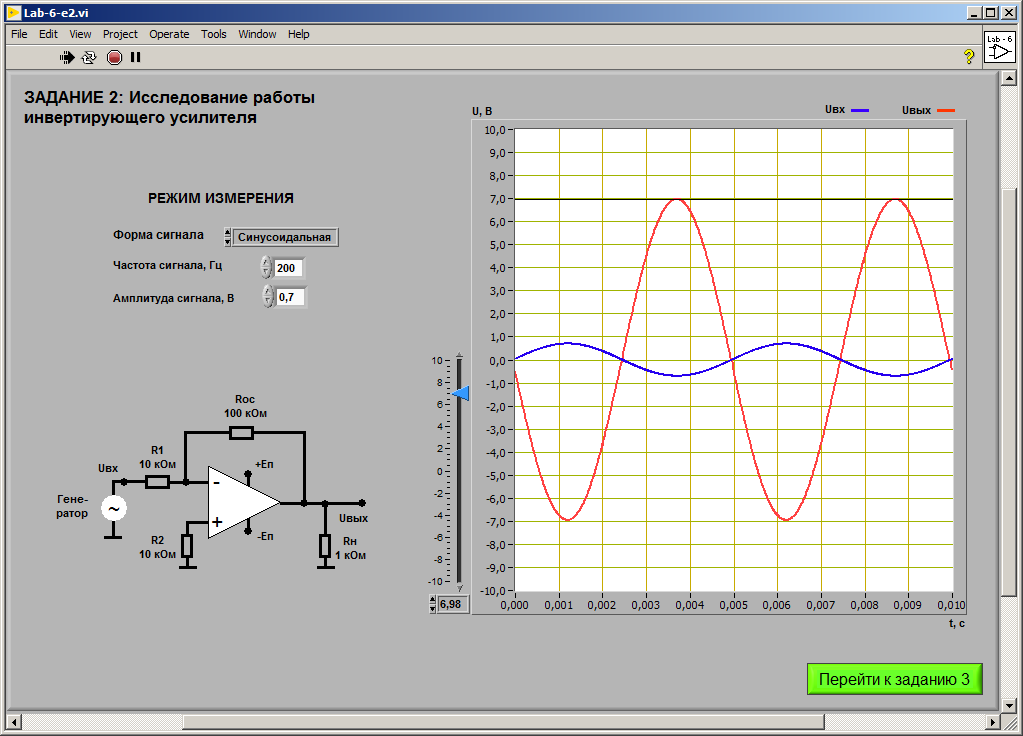 Lab-6-e2.vi
File Edit View Project Operate Tools Window Help
?
Lab - 6
ЗАДАНИЕ 2: Исследование работы
инвертирующего усилителя
РЕЖИМ ИЗМЕРЕНИЯ
Форма сигнала Синусоидальная
Частота сигнала, Гц 200
Амплитуда сигнала, В 0,7
Rос
100 кОм
R1
10 кОм
Uвх
+Еп
-
Гене-
ратор
~
+
Uвых
-Еп
R2
10 кОм
Rн
1 кОм
10
8
6
4
2
0
-2
-4
-6
-8
-10
6,98
U, В
Uвх Uвых
10,0
9,0
8,0
7,0
6,0
5,0
4,0
3,0
2,0
1,0
0,0
-1,0
-2,0
-3,0
-4,0
-5,0
-6,0
-7,0
-8,0
-9,0
-10,0
0,000 0,001 0,002 0,003 0,004 0,005 0,006 0,007 0,008 0,009 0,010
t, с
Перейти к заданию 3